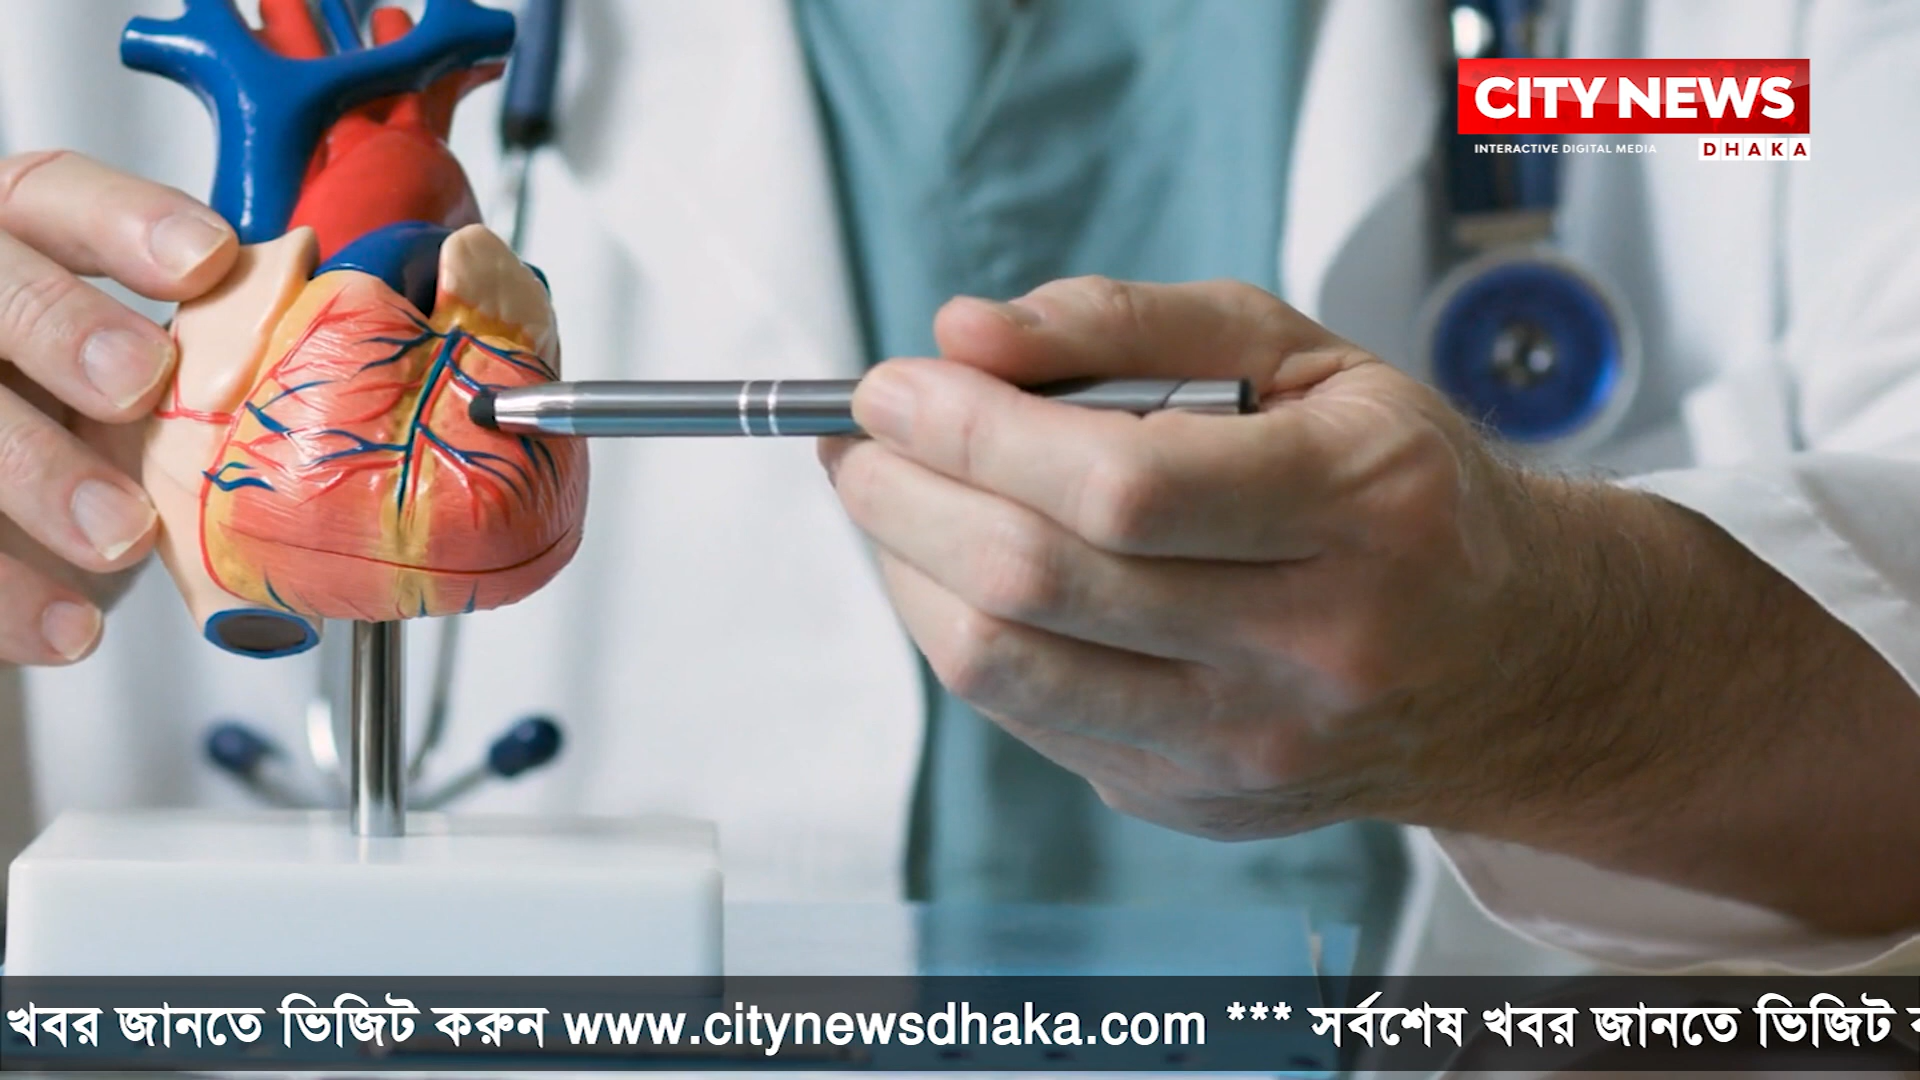 CITY NEWS
INTERACTIVE DIGITAL MEDIA
DHAKA
খবর জানতে ভিজিট করুন www.citynewsdhaka.com *** সর্বশেষ খবর জানতে ভিজিট